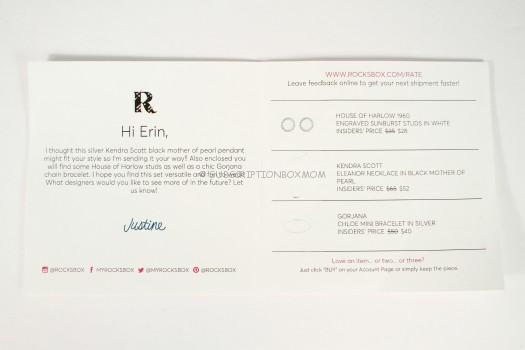 R
Hi Erin,
I thought this silver Kendra Scott black mother of pearl pendant
might fit your style so I'm sending it your way!! Also enclosed you
will find some House of Harlow studs as well as a chic Gorjana
chain bracelet. I hope you find this set versatile and fun to wear!
What designers would you like to see more of in the future? Let
us know!
Justine
@ROCKSBOX MYROCKSBOX @MYROCKSBOX @ROCKSBOX
WWW.ROCKSBOX.COM/RATE
Leave feedback online to get your next shipment faster!
HOUSE OF HARLOW 1960
ENGRAVED SUNBURST STUDS IN WHITE
INSIDERS' PRICE $35 $28
KENDRA SCOTT
ELEANOR NECKLACE IN BLACK MOTHER OF
PEARL
INSIDERS' PRICE $65 $52
GORJANA
CHLOE MINI BRACELET IN SILVER
INSIDERS' PRICE $50 $40
Love an item... or two... or three?
Just click "BUY" on your Account Page or simply keep the piece.
©SUBSCRIPTIONBOXMOM